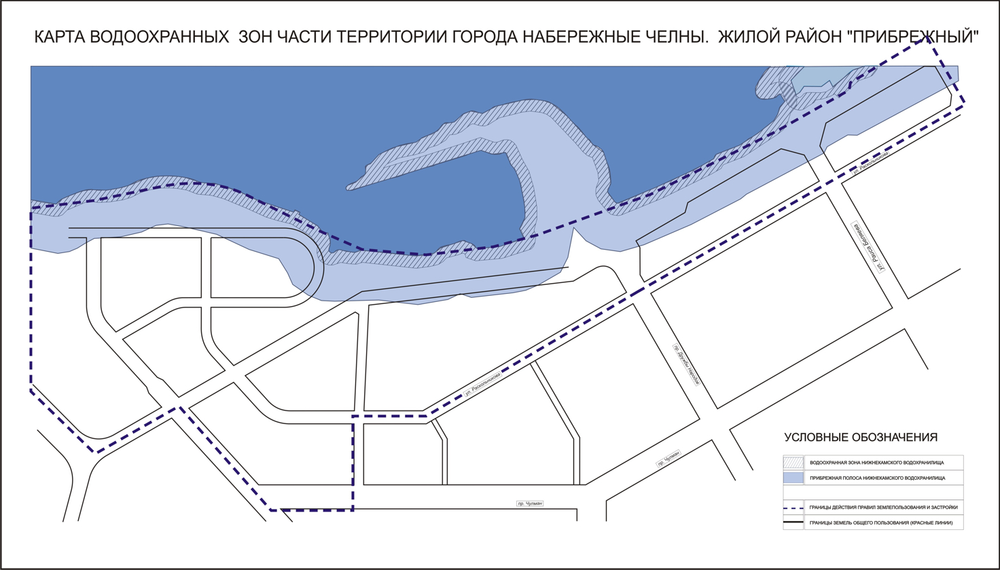 КАРТА ВОДООХРАННЫХ ЗОН ЧАСТИ ТЕРРИТОРИИ ГОРОДА НАБЕРЕЖНЫЕ ЧЕЛНЫ. ЖИЛОЙ РАЙОН "ПРИБРЕЖНЫЙ"
ул. Раскольникова
ул. Раиса Беляева
пр. Дружбы Народов
ул. Раскольникова
пр. Чулман
пр. Чулман
УСЛОВНЫЕ ОБОЗНАЧЕНИЯ
ВОДООХРАННАЯ ЗОНА НИЖНЕКАМСКОГО ВОДОХРАНИЛИЩА
ПРИБРЕЖНАЯ ПОЛОСА НИЖНЕКАМСКОГО ВОДОХРАНИЛИЩА
ГРАНИЦЫ ДЕЙСТВИЯ ПРАВИЛ ЗЕМЛЕПОЛЬЗОВАНИЯ И ЗАСТРОЙКИ
ГРАНИЦЫ ЗЕМЕЛЬ ОБЩЕГО ПОЛЬЗОВАНИЯ (КРАСНЫЕ ЛИНИИ)